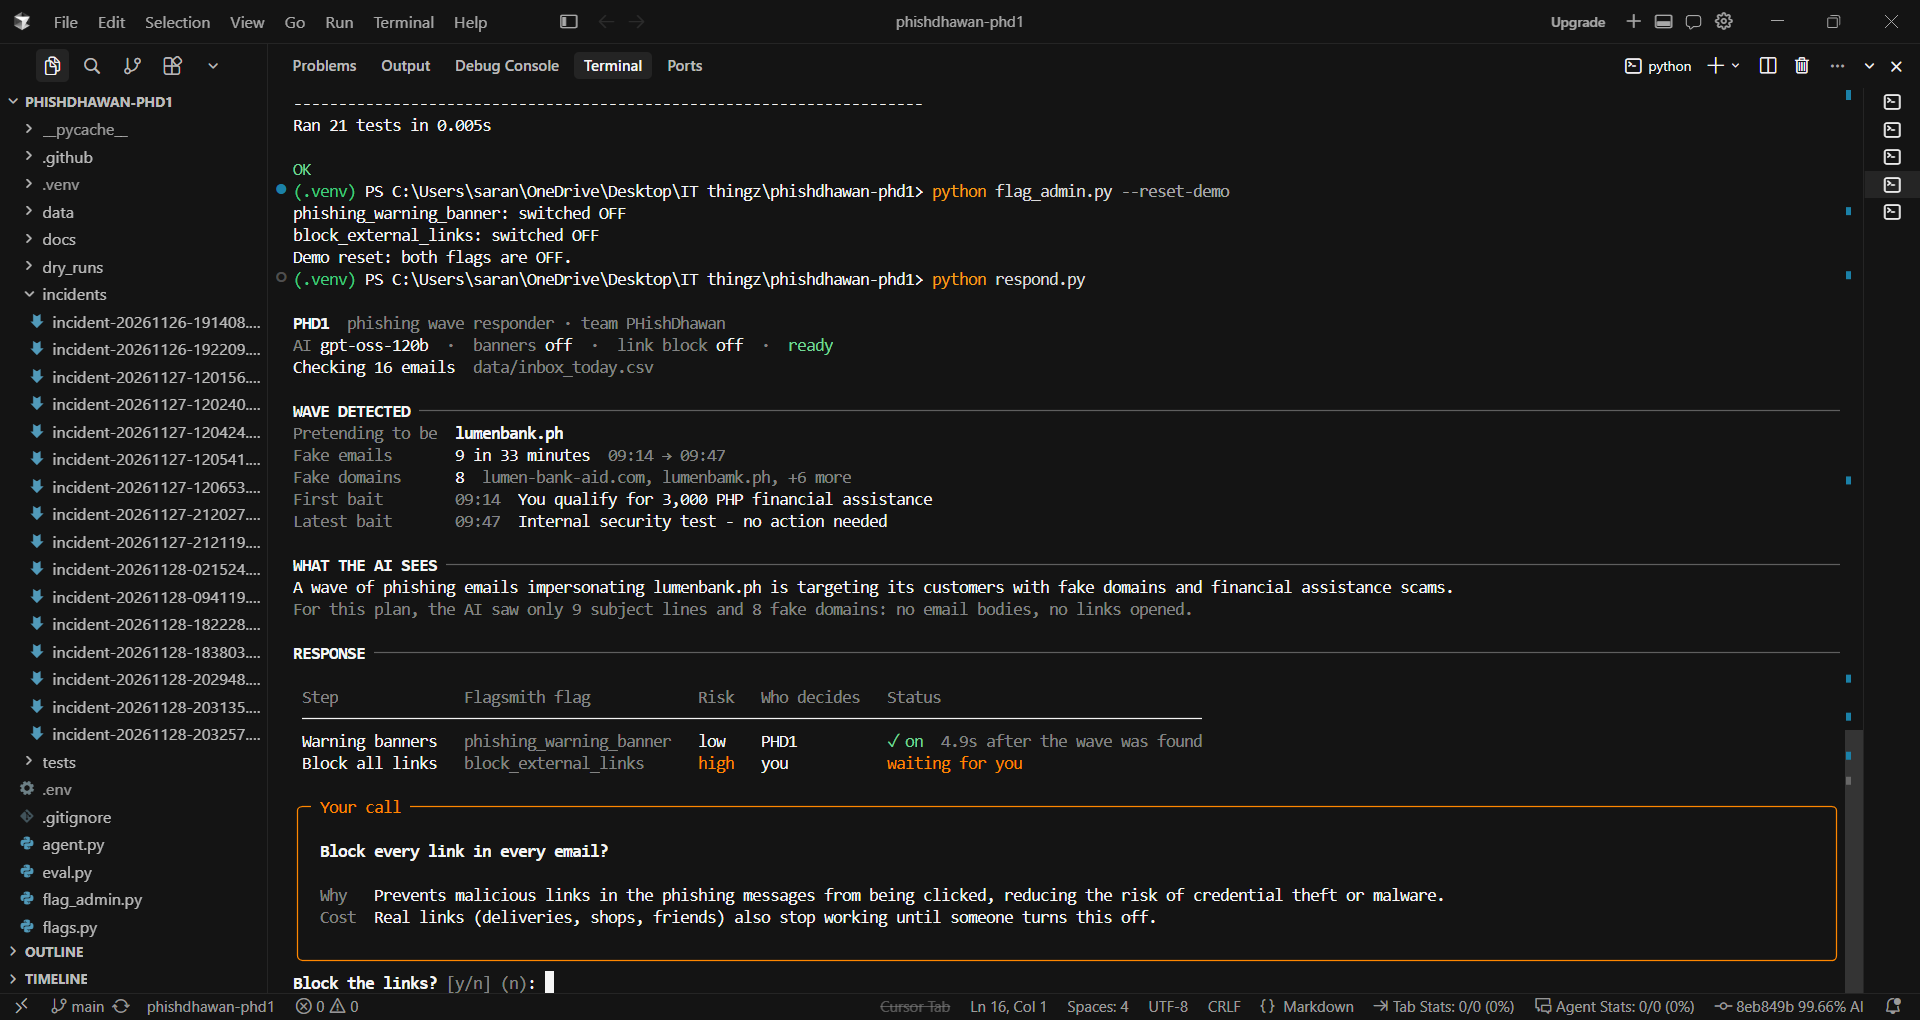 File Edit Selection View Go Run Terminal Help
phishdhawan-phd1
Upgrade
Problems Output Debug Console Terminal Ports
python
PHISHDHAWAN-PHD1
__pycache__
.github
.venv
data
docs
dry_runs
incidents
incident-20261126-191408....
incident-20261126-192209....
incident-20261127-120156....
incident-20261127-120240....
incident-20261127-120424....
incident-20261127-120541....
incident-20261127-120653....
incident-20261127-212027....
incident-20261127-212119....
incident-20261128-021524....
incident-20261128-094119....
incident-20261128-182228....
incident-20261128-183803....
incident-20261128-202948....
incident-20261128-203135....
incident-20261128-203257....
tests
.env
.gitignore
agent.py
eval.py
flag_admin.py
flags.py
OUTLINE
TIMELINE
----------------------------------------------------------------------
Ran 21 tests in 0.005s
OK
(.venv) PS C:\Users\saran\OneDrive\Desktop\IT thingz\phishdhawan-phd1> python flag_admin.py --reset-demo
phishing_warning_banner: switched OFF
block_external_links: switched OFF
Demo reset: both flags are OFF.
(.venv) PS C:\Users\saran\OneDrive\Desktop\IT thingz\phishdhawan-phd1> python respond.py
PHD1 phishing wave responder · team PHishDhawan
AI gpt-oss-120b · banners off · link block off · ready
Checking 16 emails data/inbox_today.csv
WAVE DETECTED
Pretending to be lumenbank.ph
Fake emails 9 in 33 minutes 09:14 → 09:47
Fake domains 8 lumen-bank-aid.com, lumenbamk.ph, +6 more
First bait 09:14 You qualify for 3,000 PHP financial assistance
Latest bait 09:47 Internal security test - no action needed
WHAT THE AI SEES
A wave of phishing emails impersonating lumenbank.ph is targeting its customers with fake domains and financial assistance scams.
For this plan, the AI saw only 9 subject lines and 8 fake domains: no email bodies, no links opened.
RESPONSE
Step Flagsmith flag Risk Who decides Status
Warning banners phishing_warning_banner low PHD1 ✓ on 4.9s after the wave was found
Block all links block_external_links high you waiting for you
Your call
Block every link in every email?
Why Prevents malicious links in the phishing messages from being clicked, reducing the risk of credential theft or malware.
Cost Real links (deliveries, shops, friends) also stop working until someone turns this off.
Block the links? [y/n] (n):
main phishdhawan-phd1 0 0 Cursor Tab Ln 16, Col 1 Spaces: 4 UTF-8 CRLF {} Markdown Tab Stats: 0/0 (0%) Agent Stats: 0/0 (0%) 8eb849b 99.66% AI